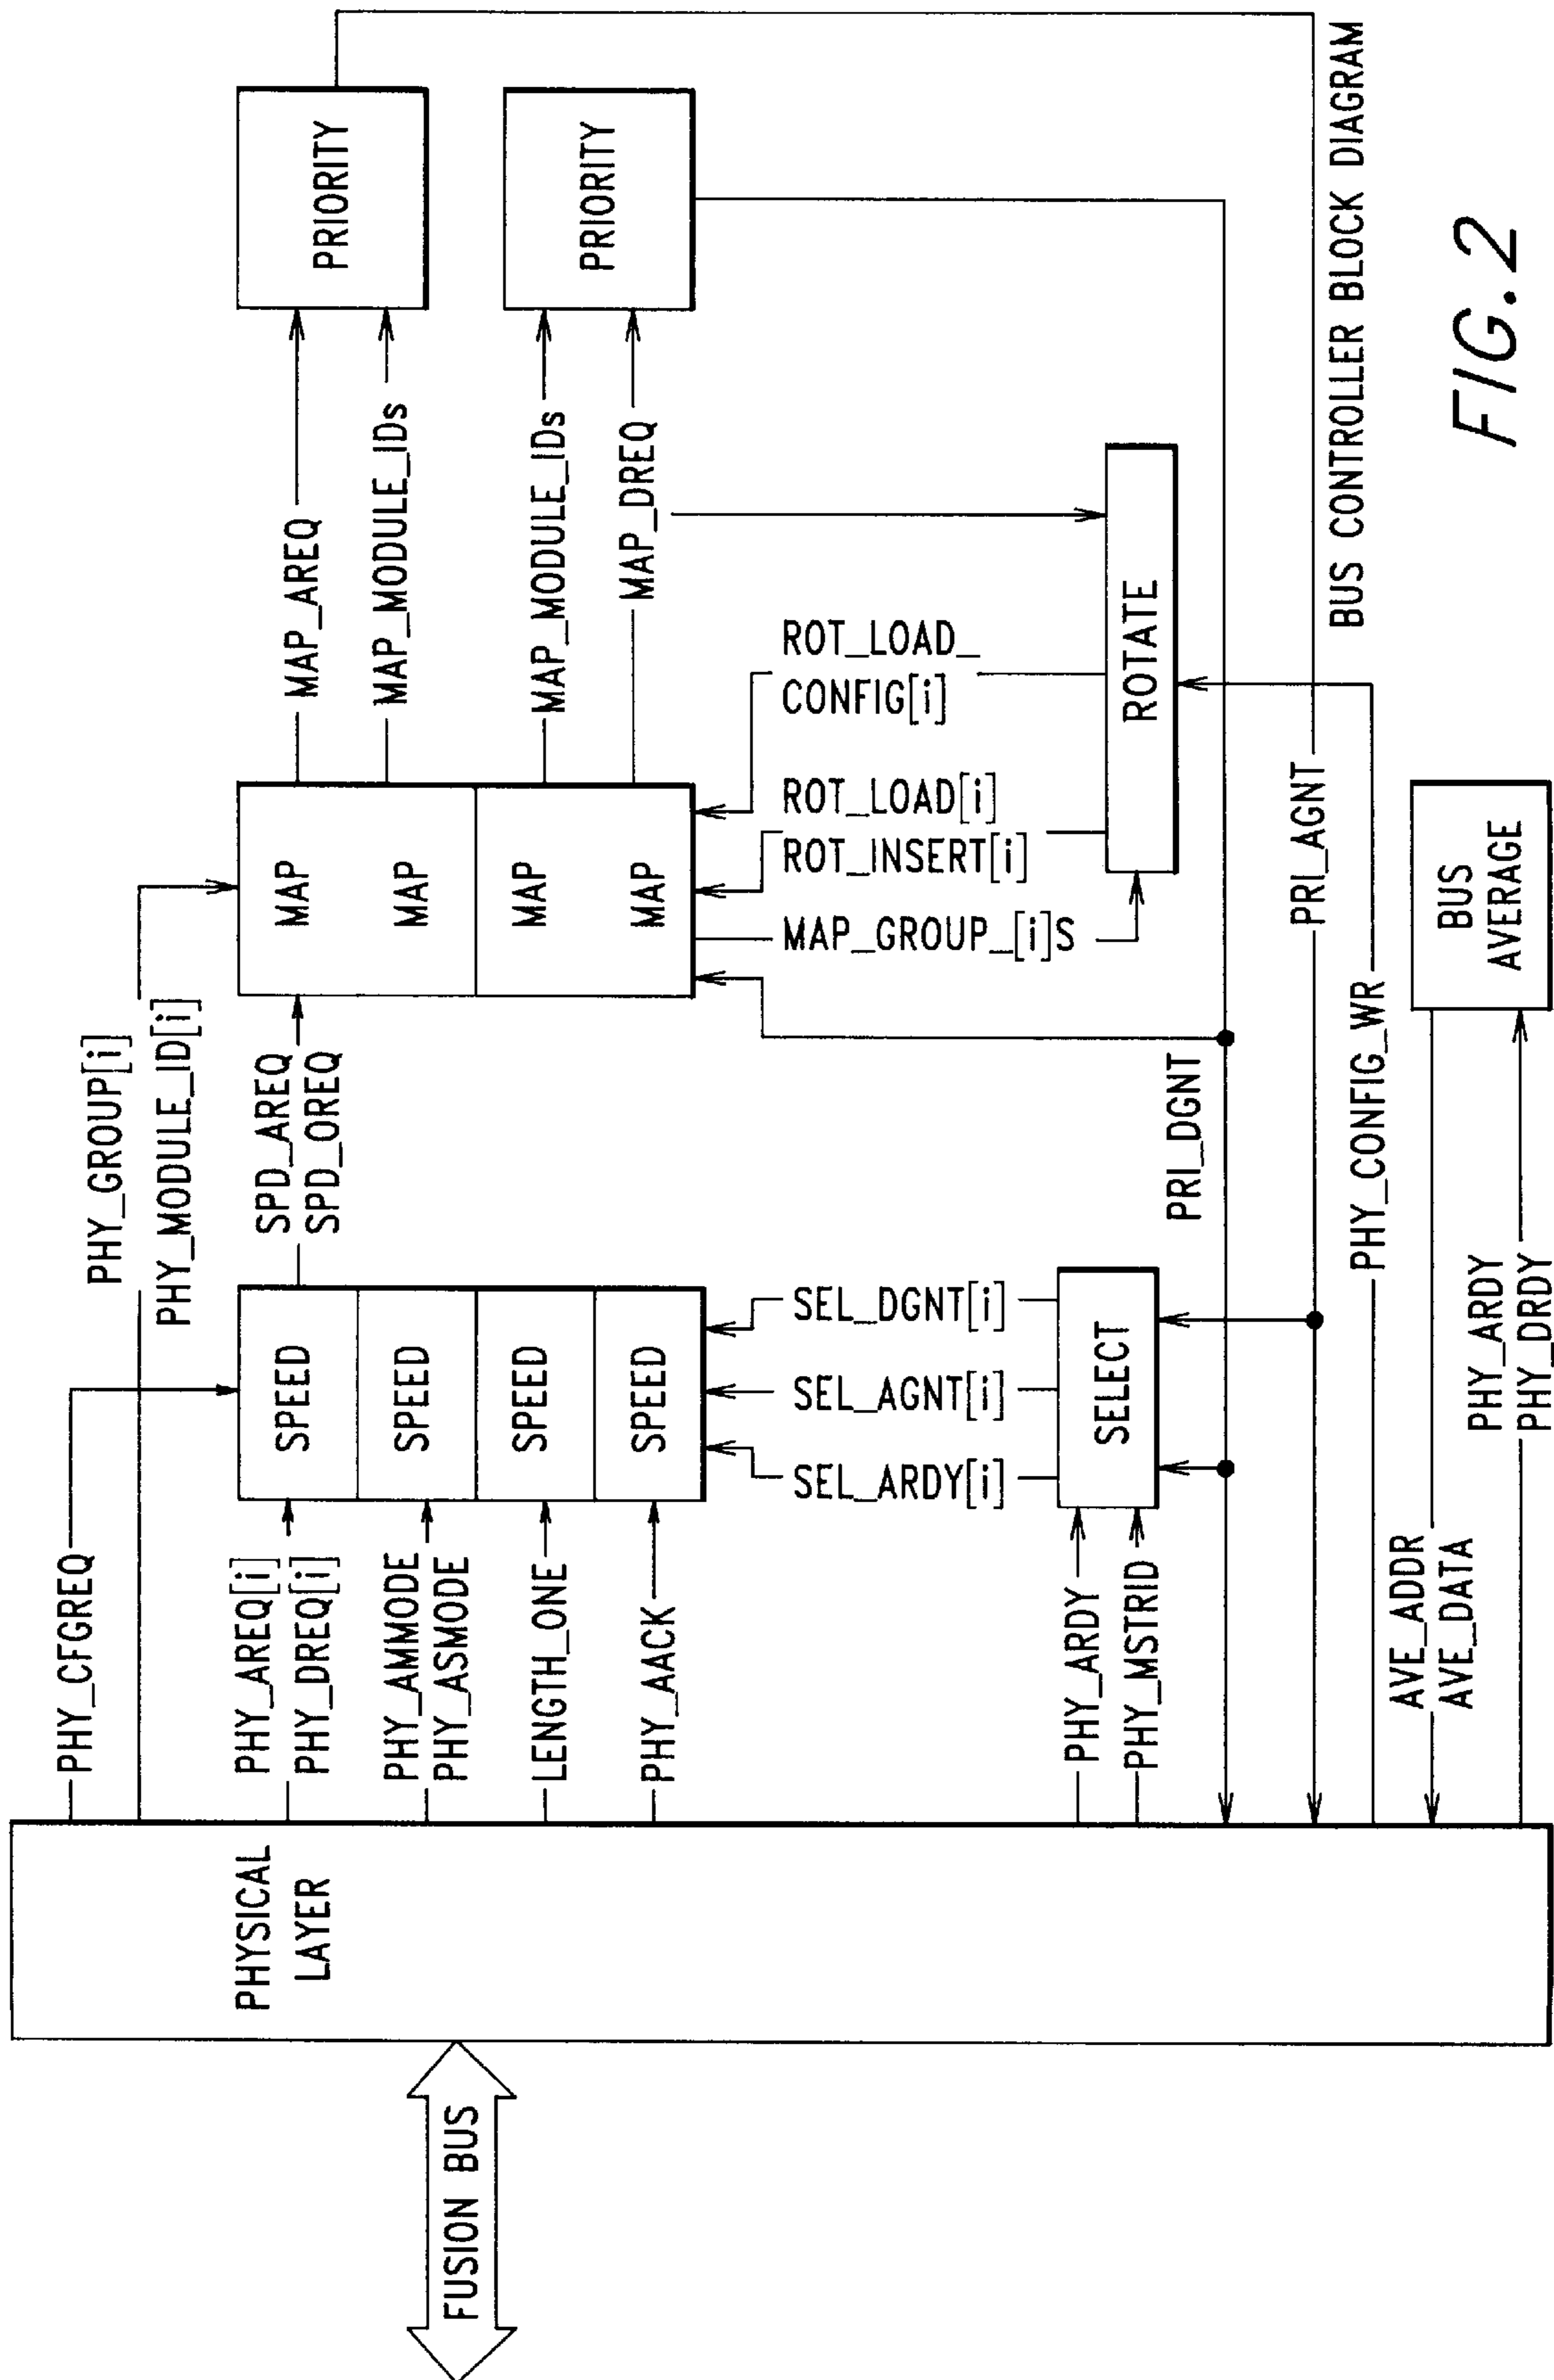 FUSION BUS
PHYSICAL
LAYER
PHY_CFGREQ
PHY_GROUP[i]
PHY_MODULE_ID[i]
PHY_AREQ[i]
PHY_DREQ[i]
PHY_AMMODE
PHY_ASMODE
LENGTH_ONE
PHY_AACK
SPEED
SPEED
SPEED
SPEED
SPD_AREQ
SPD_OREQ
MAP
MAP
MAP
MAP
MAP_AREQ
MAP_MODULE_IDs
MAP_MODULE_IDs
MAP_DREQ
PRIORITY
PRIORITY
SEL_ARDY[i]
SEL_AGNT[i]
SEL_DGNT[i]
PHY_ARDY
PHY_MSTRID
SELECT
ROT_LOAD_
CONFIG[i]
ROT_LOAD[i]
ROT_INSERT[i]
MAP_GROUP_[i]S
ROTATE
PRI_DGNT
PRI_AGNT
PHY_CONFIG_WR
AVE_ADDR
AVE_DATA
PHY_ARDY
PHY_DRDY
BUS
AVERAGE
BUS CONTROLLER BLOCK DIAGRAM
FIG.2